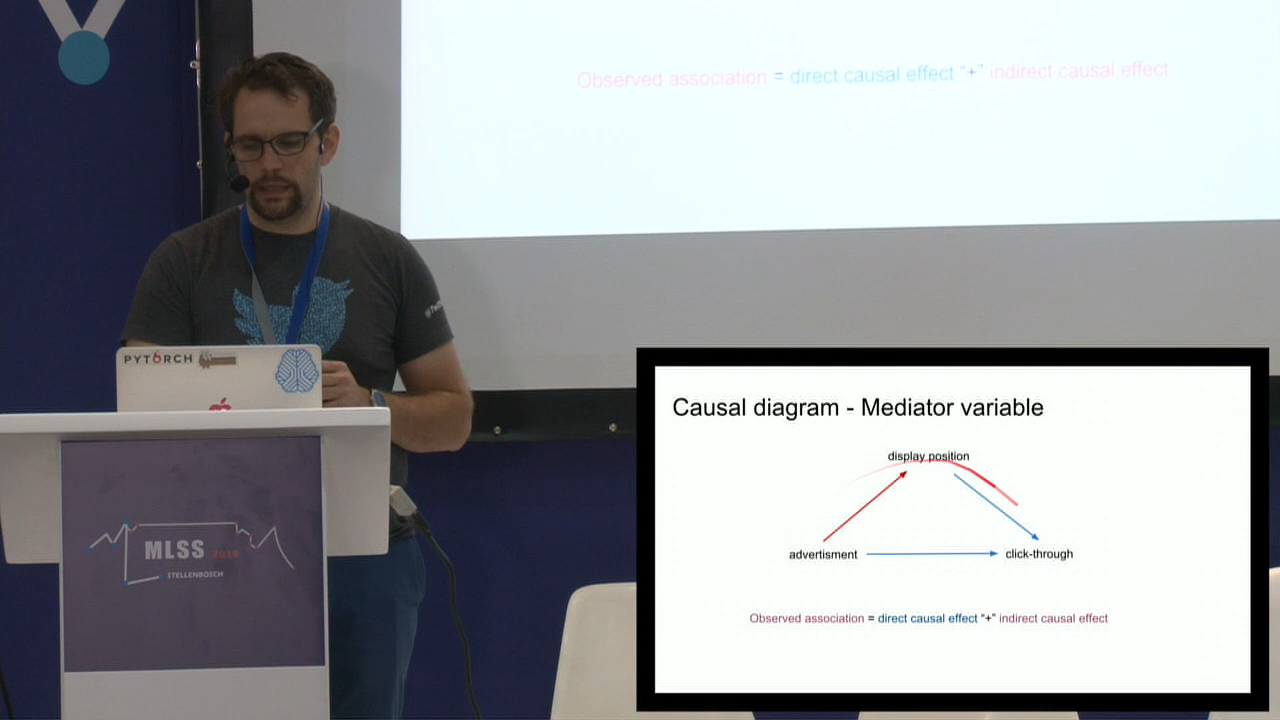 Observed association = direct causal effect "+" indirect causal effect
PYTORCH
MLSS 2019
STELLENBOSCH
Causal diagram - Mediator variable
display position
advertisment
click-through
Observed association = direct causal effect "+" indirect causal effect